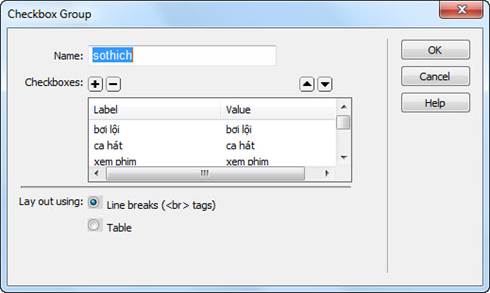 Checkbox Group
Name: sothich
OK
Checkboxes:
Cancel
Help
Label Value
bơi lội bơi lội
ca hát ca hát
xem phim xem phim
Lay out using: Line breaks (<br> tags)
Table